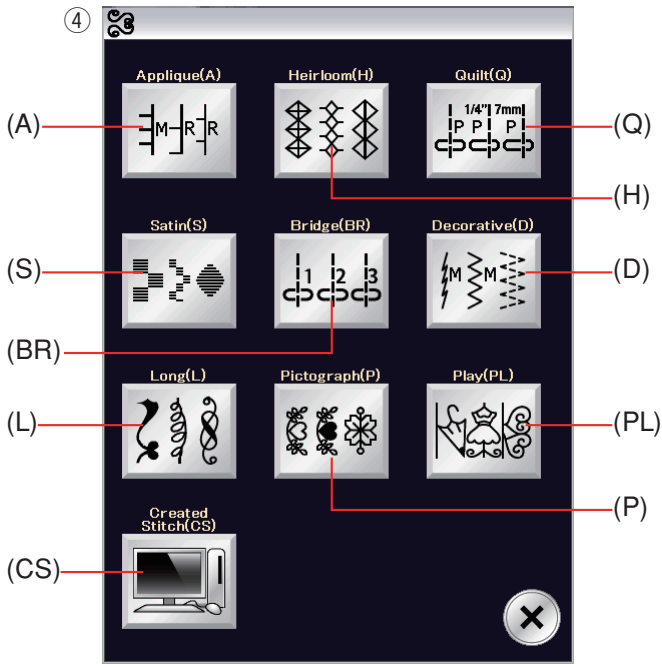 ④
Applique(A) Heirloom(H) Quilt(Q)
1/4" 7mm
M R R
P P P
(A)
(Q)
(H)
Satin(S) Bridge(BR) Decorative(D)
1 2 3
M M
(S)
(D)
(BR)
Long(L) Pictograph(P) Play(PL)
(L)
(PL)
(P)
Created
Stitch(CS)
(CS)